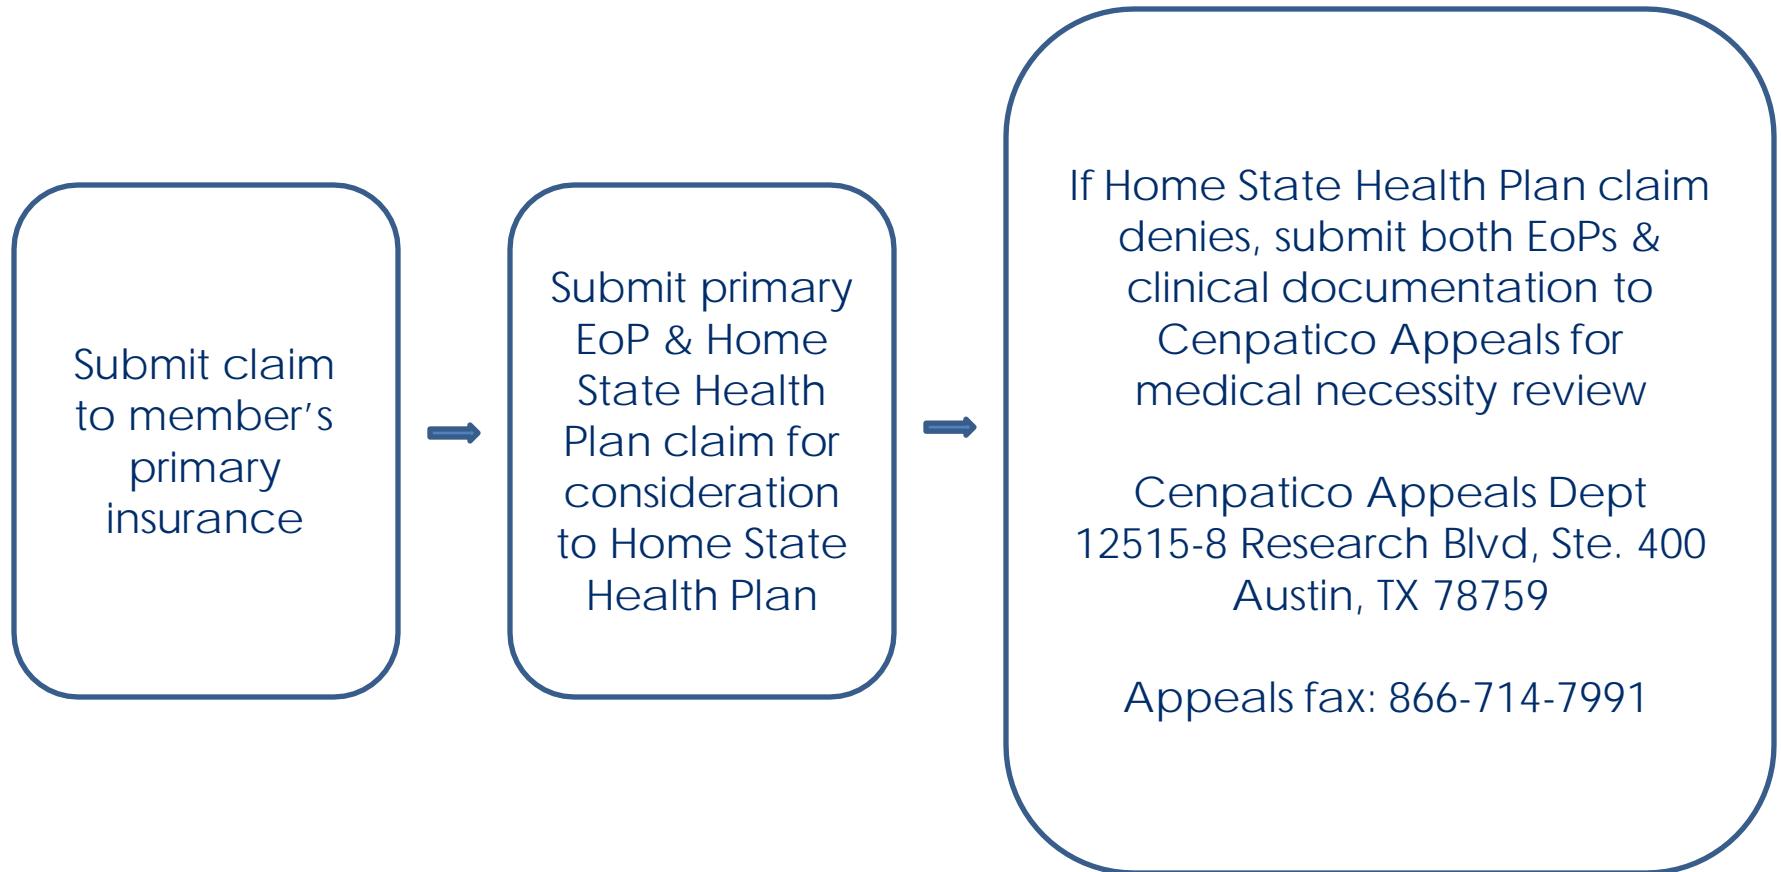 Submit claim
to member’s
primary
insurance
Submit primary
EoP & Home
State Health
Plan claim for
consideration
to Home State
Health Plan
If Home State Health Plan claim
denies, submit both EoPs &
clinical documentation to
Cenpatico Appeals for
medical necessity review
Cenpatico Appeals Dept
12515-8 Research Blvd, Ste. 400
Austin, TX 78759
Appeals fax: 866-714-7991